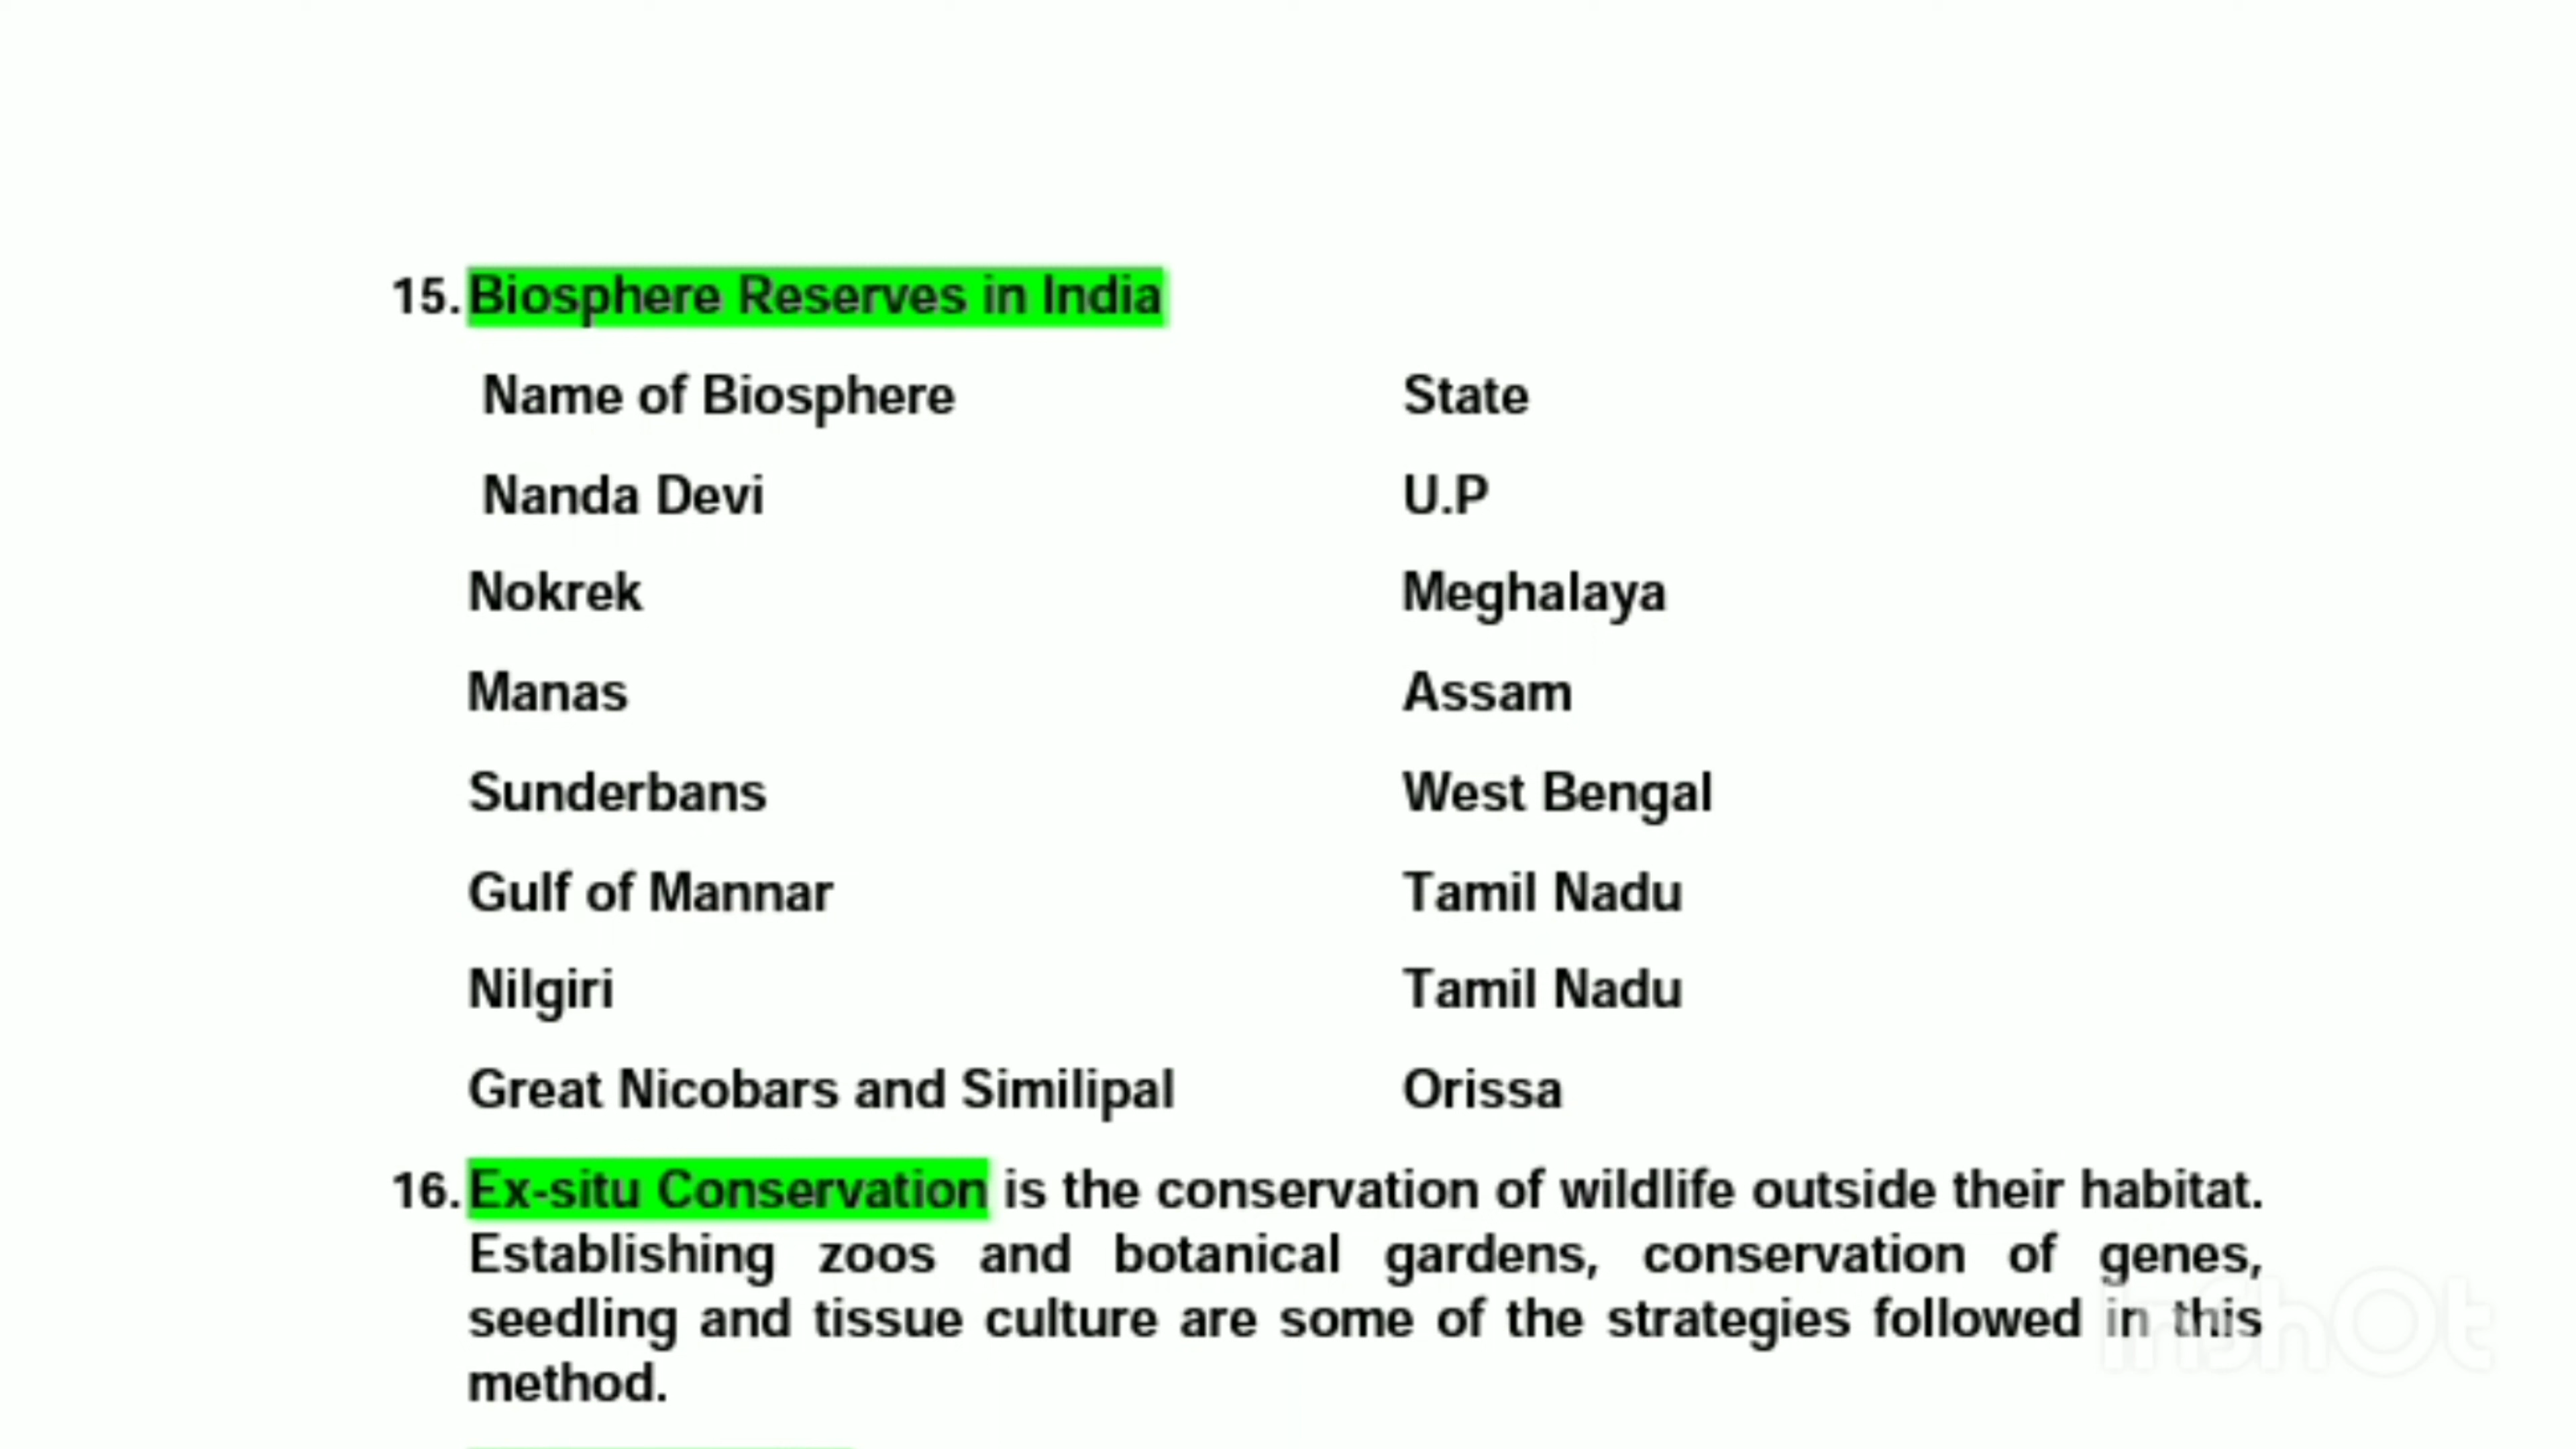 15. Biosphere Reserves in India
Name of Biosphere State
Nanda Devi U.P
Nokrek Meghalaya
Manas Assam
Sunderbans West Bengal
Gulf of Mannar Tamil Nadu
Nilgiri Tamil Nadu
Great Nicobars and Similipal Orissa
16. Ex-situ Conservation is the conservation of wildlife outside their habitat.
Establishing zoos and botanical gardens, conservation of genes,
seedling and tissue culture are some of the strategies followed in this
method.
InShOt